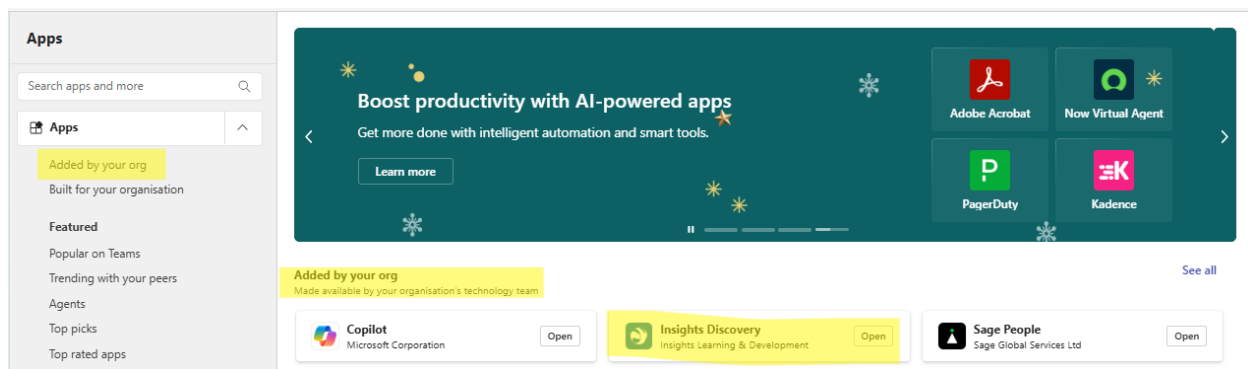 Apps
Search apps and more
Apps
Added by your org
Built for your organisation
Featured
Popular on Teams
Trending with your peers
Agents
Top picks
Top rated apps
Boost productivity with AI-powered apps
Get more done with intelligent automation and smart tools.
Learn more
Adobe Acrobat
Now Virtual Agent
PagerDuty
Kadence
Added by your org
See all
Made available by your organisation's technology team
Copilot
Microsoft Corporation
Open
Insights Discovery
Insights Learning & Development
Open
Sage People
Sage Global Services Ltd
Open